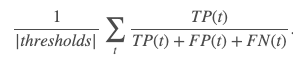 1/|thresholds| ∑_t TP(t)/(TP(t) + FP(t) + FN(t)).